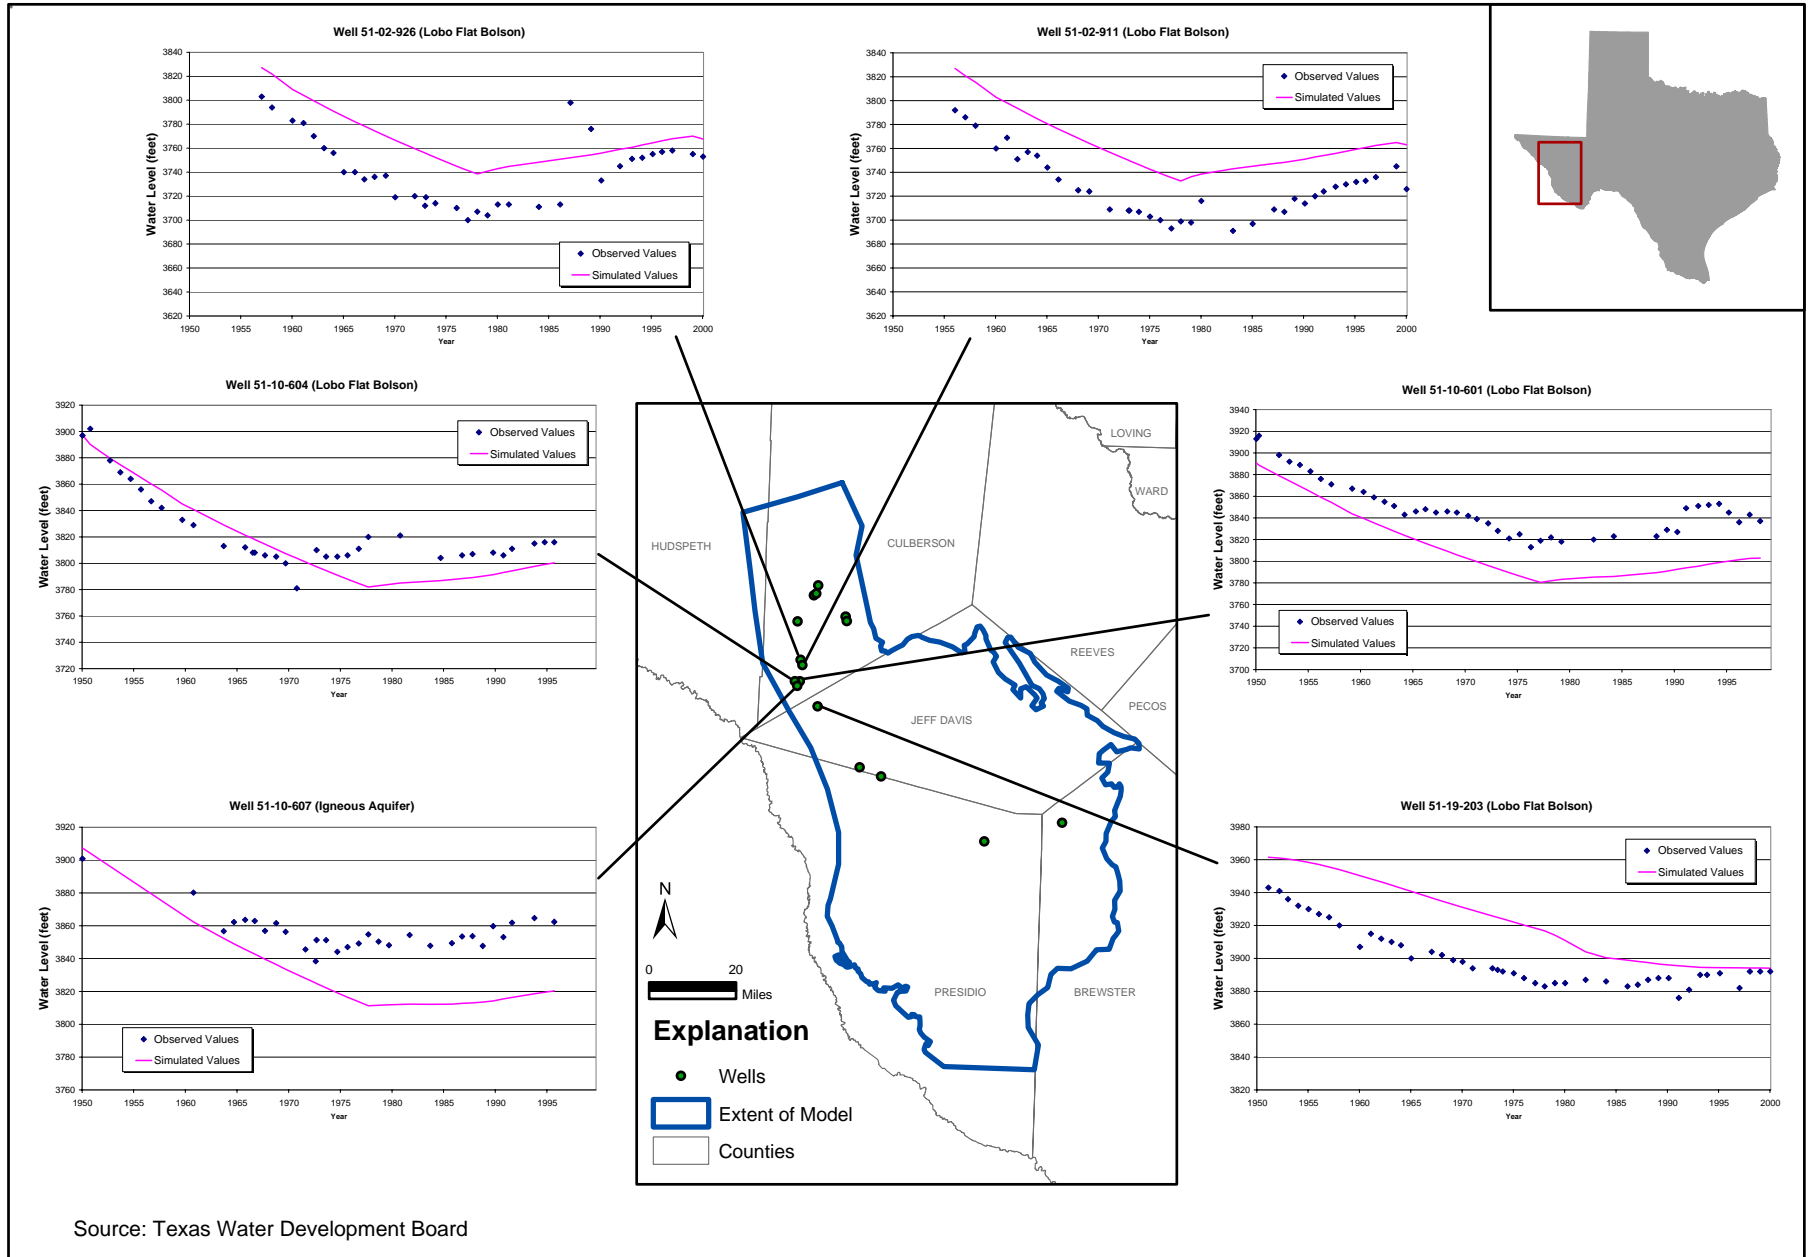 Well 51-02-926 (Lobo Flat Bolson)
Water Level (feet)
3840
3820
3800
3780
3760
3740
3720
3700
3680
3660
3640
3620
1950 1955 1960 1965 1970 1975 1980 1985 1990 1995 2000
Year
Observed Values
Simulated Values
Well 51-02-911 (Lobo Flat Bolson)
Water Level (feet)
3840
3820
3800
3780
3760
3740
3720
3700
3680
3660
3640
3620
1950 1955 1960 1965 1970 1975 1980 1985 1990 1995 2000
Year
Observed Values
Simulated Values
Well 51-10-604 (Lobo Flat Bolson)
Water Level (feet)
3920
3900
3880
3860
3840
3820
3800
3780
3760
3740
3720
1950 1955 1960 1965 1970 1975 1980 1985 1990 1995
Year
Observed Values
Simulated Values
Well 51-10-601 (Lobo Flat Bolson)
Water Level (feet)
3940
3920
3900
3880
3860
3840
3820
3800
3780
3760
3740
3720
3700
1950 1955 1960 1965 1970 1975 1980 1985 1990 1995
Year
Observed Values
Simulated Values
Well 51-10-607 (Igneous Aquifer)
Water Level (feet)
3920
3900
3880
3860
3840
3820
3800
3780
3760
1950 1955 1960 1965 1970 1975 1980 1985 1990 1995
Year
Observed Values
Simulated Values
Well 51-19-203 (Lobo Flat Bolson)
Water Level (feet)
3980
3960
3940
3920
3900
3880
3860
3840
3820
1950 1955 1960 1965 1970 1975 1980 1985 1990 1995 2000
Year
Observed Values
Simulated Values
LOVING
WARD
HUDSPETH
CULBERSON
REEVES
PECOS
JEFF DAVIS
PRESIDIO
BREWSTER
N
0 20
Miles
Explanation
Wells
Extent of Model
Counties
Source: Texas Water Development Board